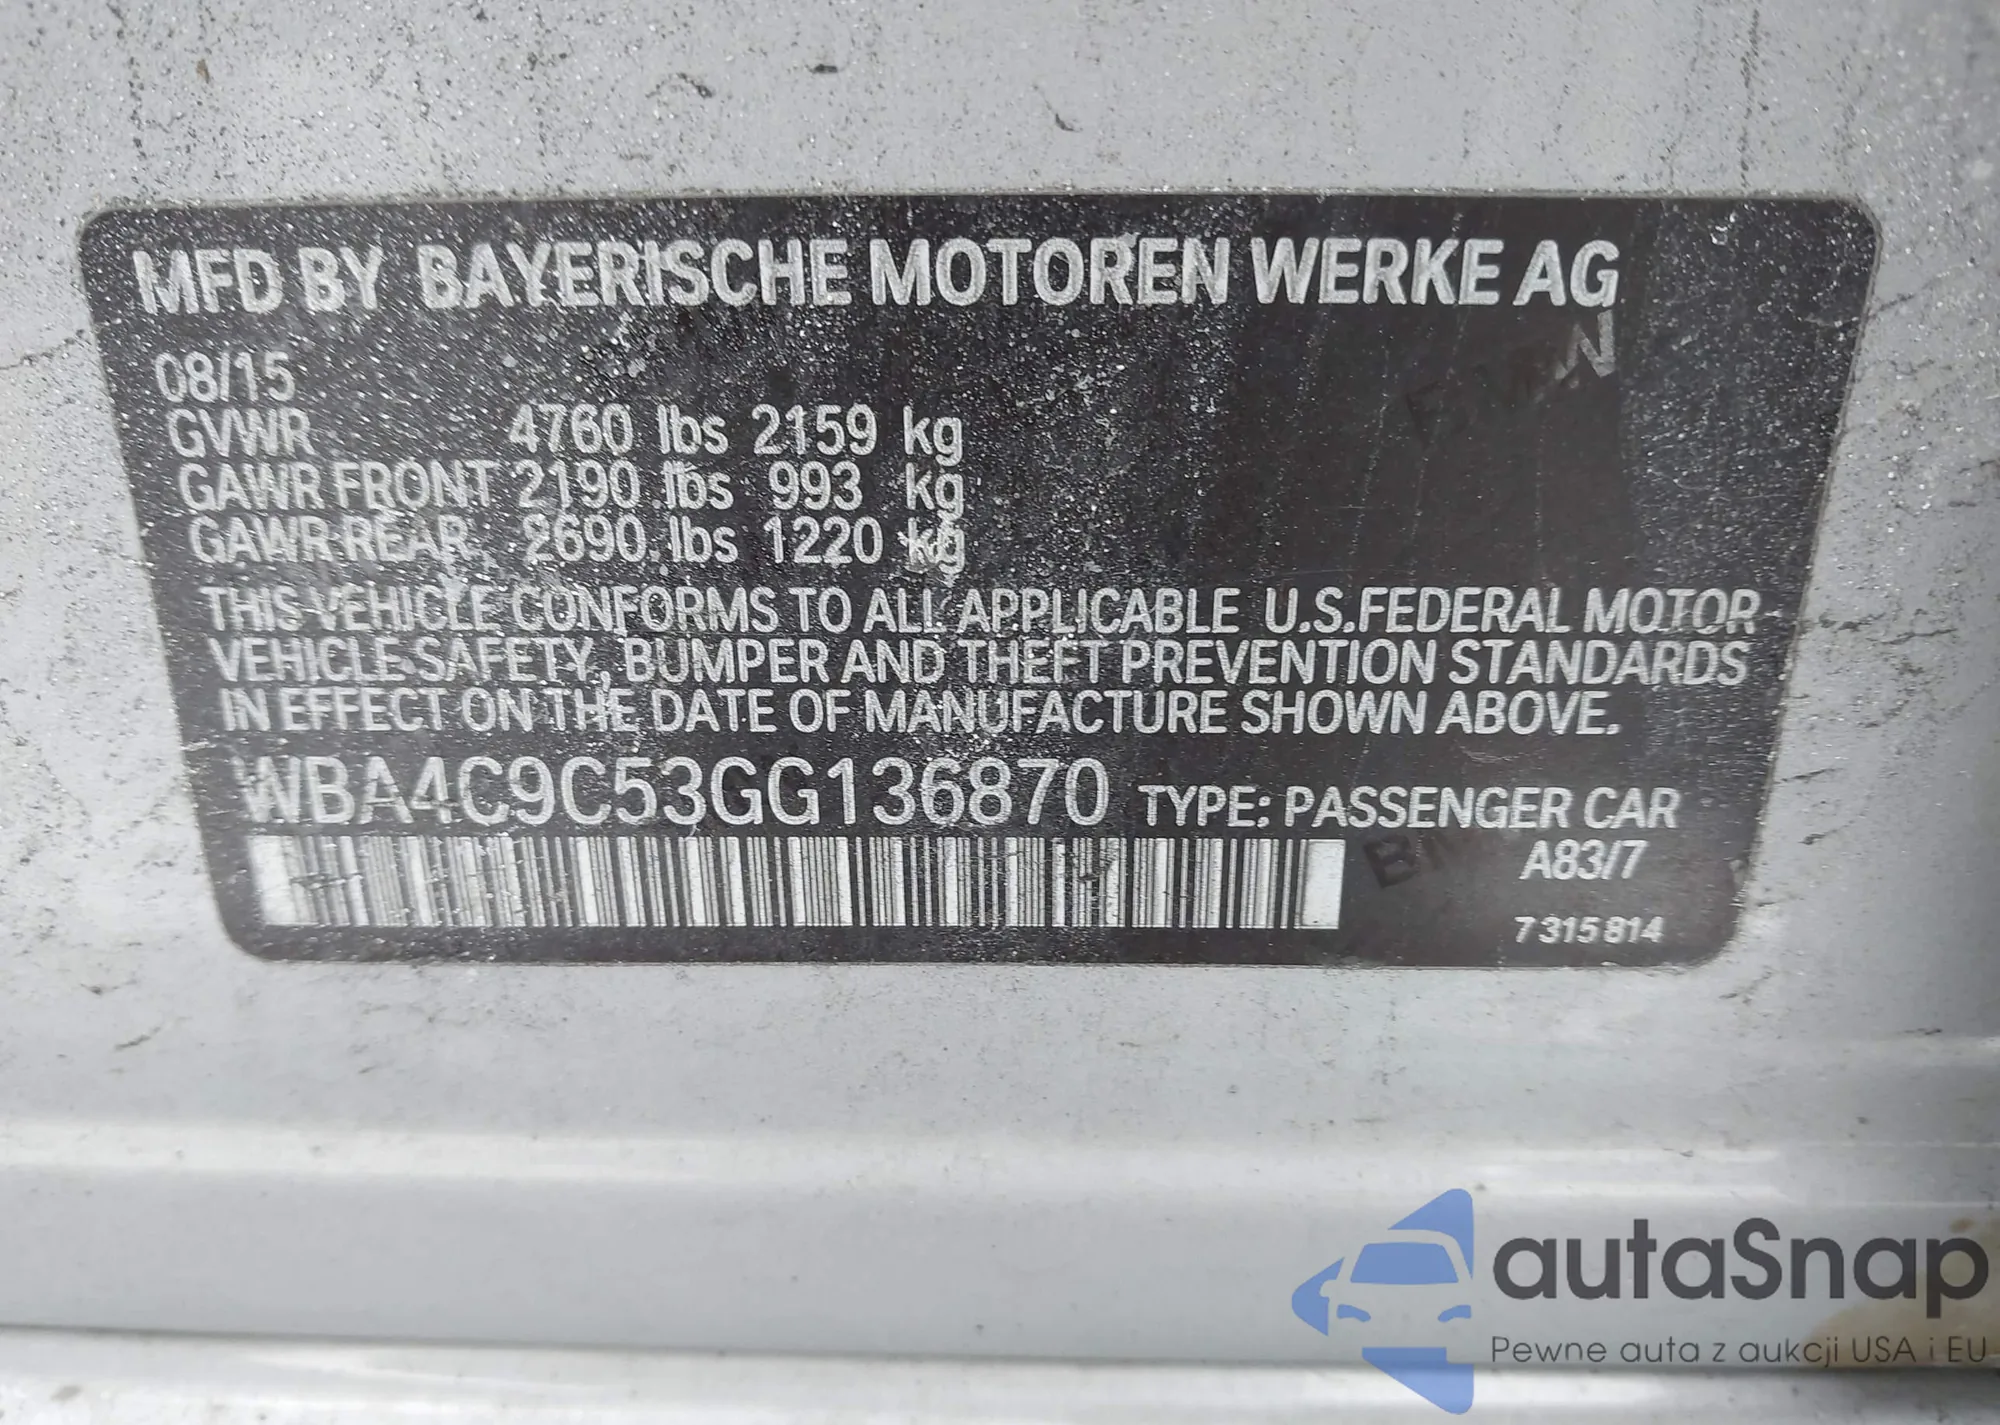 MFD BY BAYERISCHE MOTOREN WERKE AG
08/15
GVWR 4760 lbs 2159 kg
GAWR FRONT 2190 lbs 993 kg
GAWR REAR 2690 lbs 1220 kg
THIS VEHICLE CONFORMS TO ALL APPLICABLE U.S.FEDERAL MOTOR
VEHICLE SAFETY, BUMPER AND THEFT PREVENTION STANDARDS
IN EFFECT ON THE DATE OF MANUFACTURE SHOWN ABOVE.
WBA4C9C53GG136870 TYPE: PASSENGER CAR
A83/7
7 315 814
autaSnap
Pewne auta z aukcji USA i EU